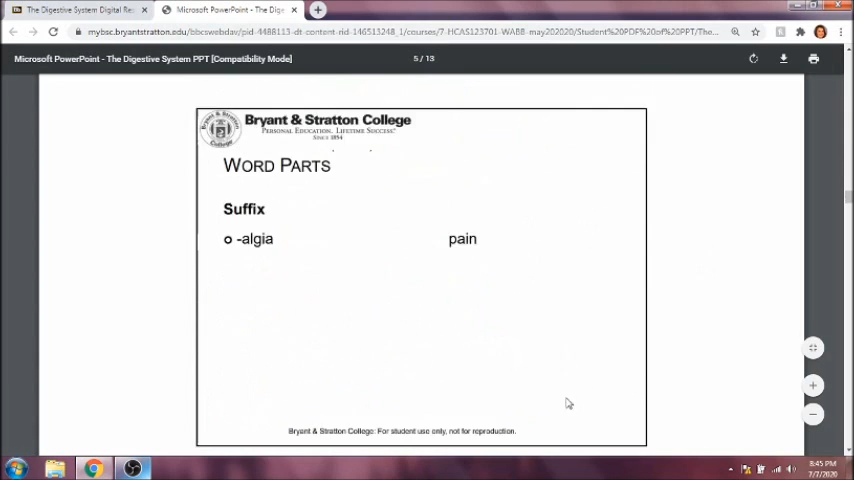 The Digestive System Digital Re
Microsoft PowerPoint - The Dige
mybsc.bryantstratton.edu/bbcswebdav/pid-4488113-dt-content-rid-146513248_1/courses/7-HCAS123701-WABB-may202020/Student%20PDF%20of%20PPT/The...
Microsoft PowerPoint - The Digestive System PPT [Compatibility Mode]
5 / 13
Bryant & Stratton College
PERSONAL EDUCATION. LIFETIME SUCCESS.®
SINCE 1854
WORD PARTS
Suffix
-algia pain
Bryant & Stratton College: For student use only, not for reproduction.
8:45 PM
7/7/2020